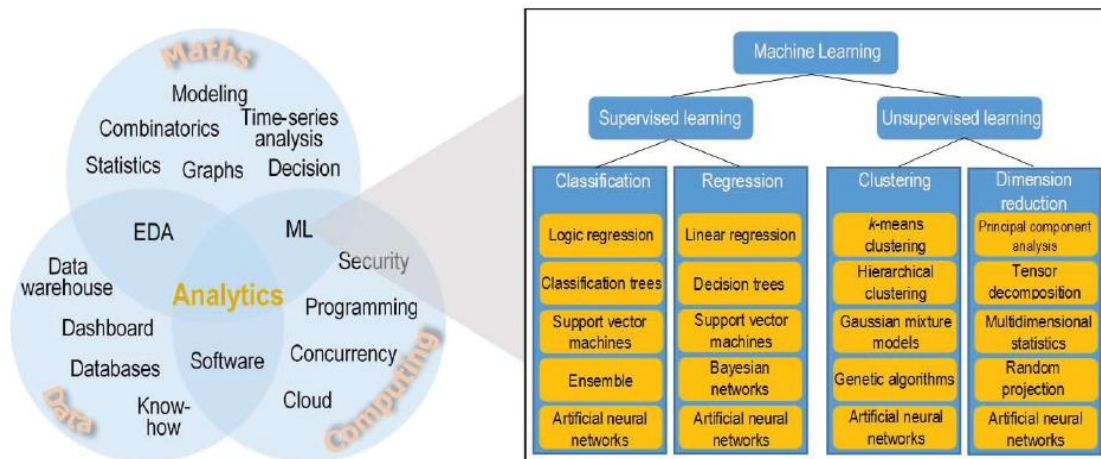 Maths
Modeling
Combinatorics
Time-series
analysis
Statistics
Graphs
Decision
EDA
ML
Data
warehouse
Security
Analytics
Programming
Dashboard
Software
Concurrency
Databases
Cloud
Know-
how
Data
Computing
Machine Learning
Supervised learning
Unsupervised learning
Classification
Logic regression
Classification trees
Support vector
machines
Ensemble
Artificial neural
networks
Regression
Linear regression
Decision trees
Support vector
machines
Bayesian
networks
Artificial neural
networks
Clustering
k-means
clustering
Hierarchical
clustering
Gaussian mixture
models
Genetic algorithms
Artificial neural
networks
Dimension
reduction
Principal component
analysis
Tensor
decomposition
Multidimensional
statistics
Random
projection
Artificial neural
networks